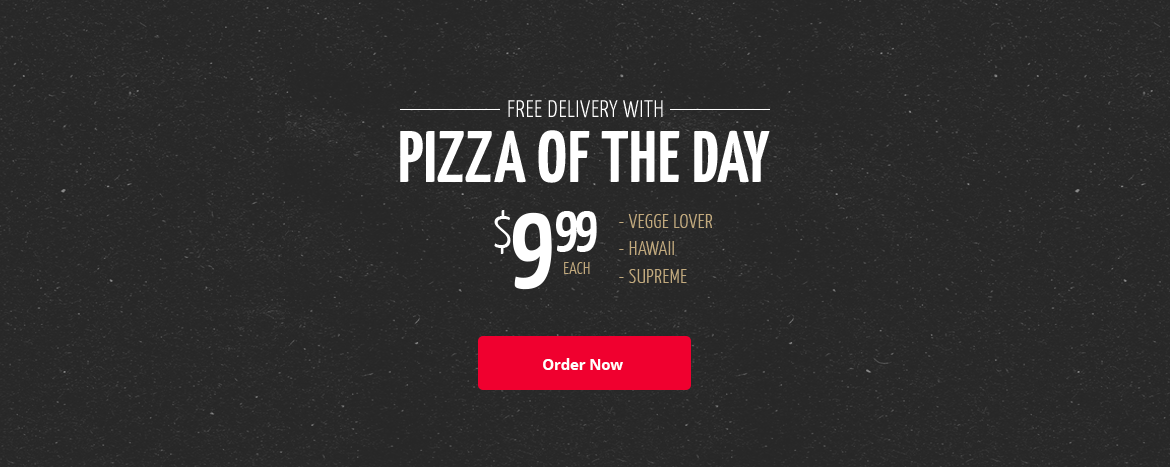 FREE DELIVERY WITH
PIZZA OF THE DAY
$9.99 EACH
- VEGGE LOVER
- HAWAII
- SUPREME
Order Now